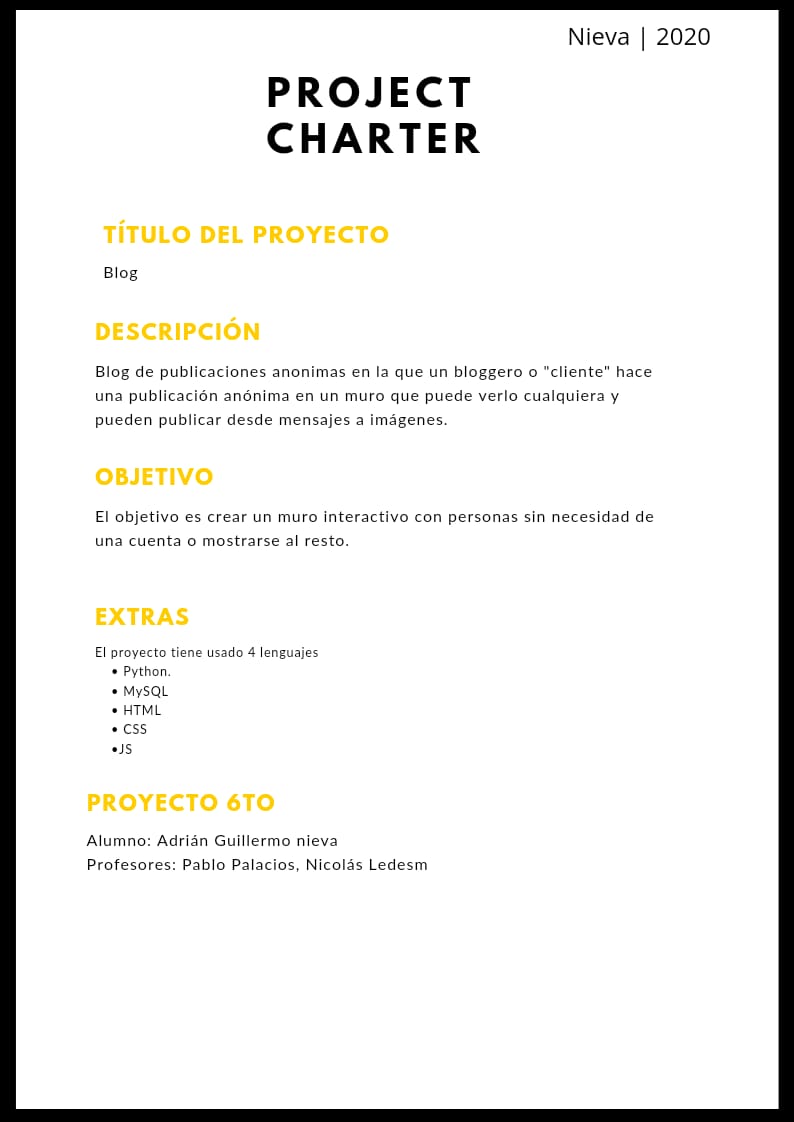 Nieva | 2020
PROJECT
CHARTER
TÍTULO DEL PROYECTO
Blog
DESCRIPCIÓN
Blog de publicaciones anonimas en la que un bloggero o "cliente" hace
una publicación anónima en un muro que puede verlo cualquiera y
pueden publicar desde mensajes a imágenes.
OBJETIVO
El objetivo es crear un muro interactivo con personas sin necesidad de
una cuenta o mostrarse al resto.
EXTRAS
El proyecto tiene usado 4 lenguajes
• Python.
• MySQL
• HTML
• CSS
•JS
PROYECTO 6TO
Alumno: Adrián Guillermo nieva
Profesores: Pablo Palacios, Nicolás Ledesm